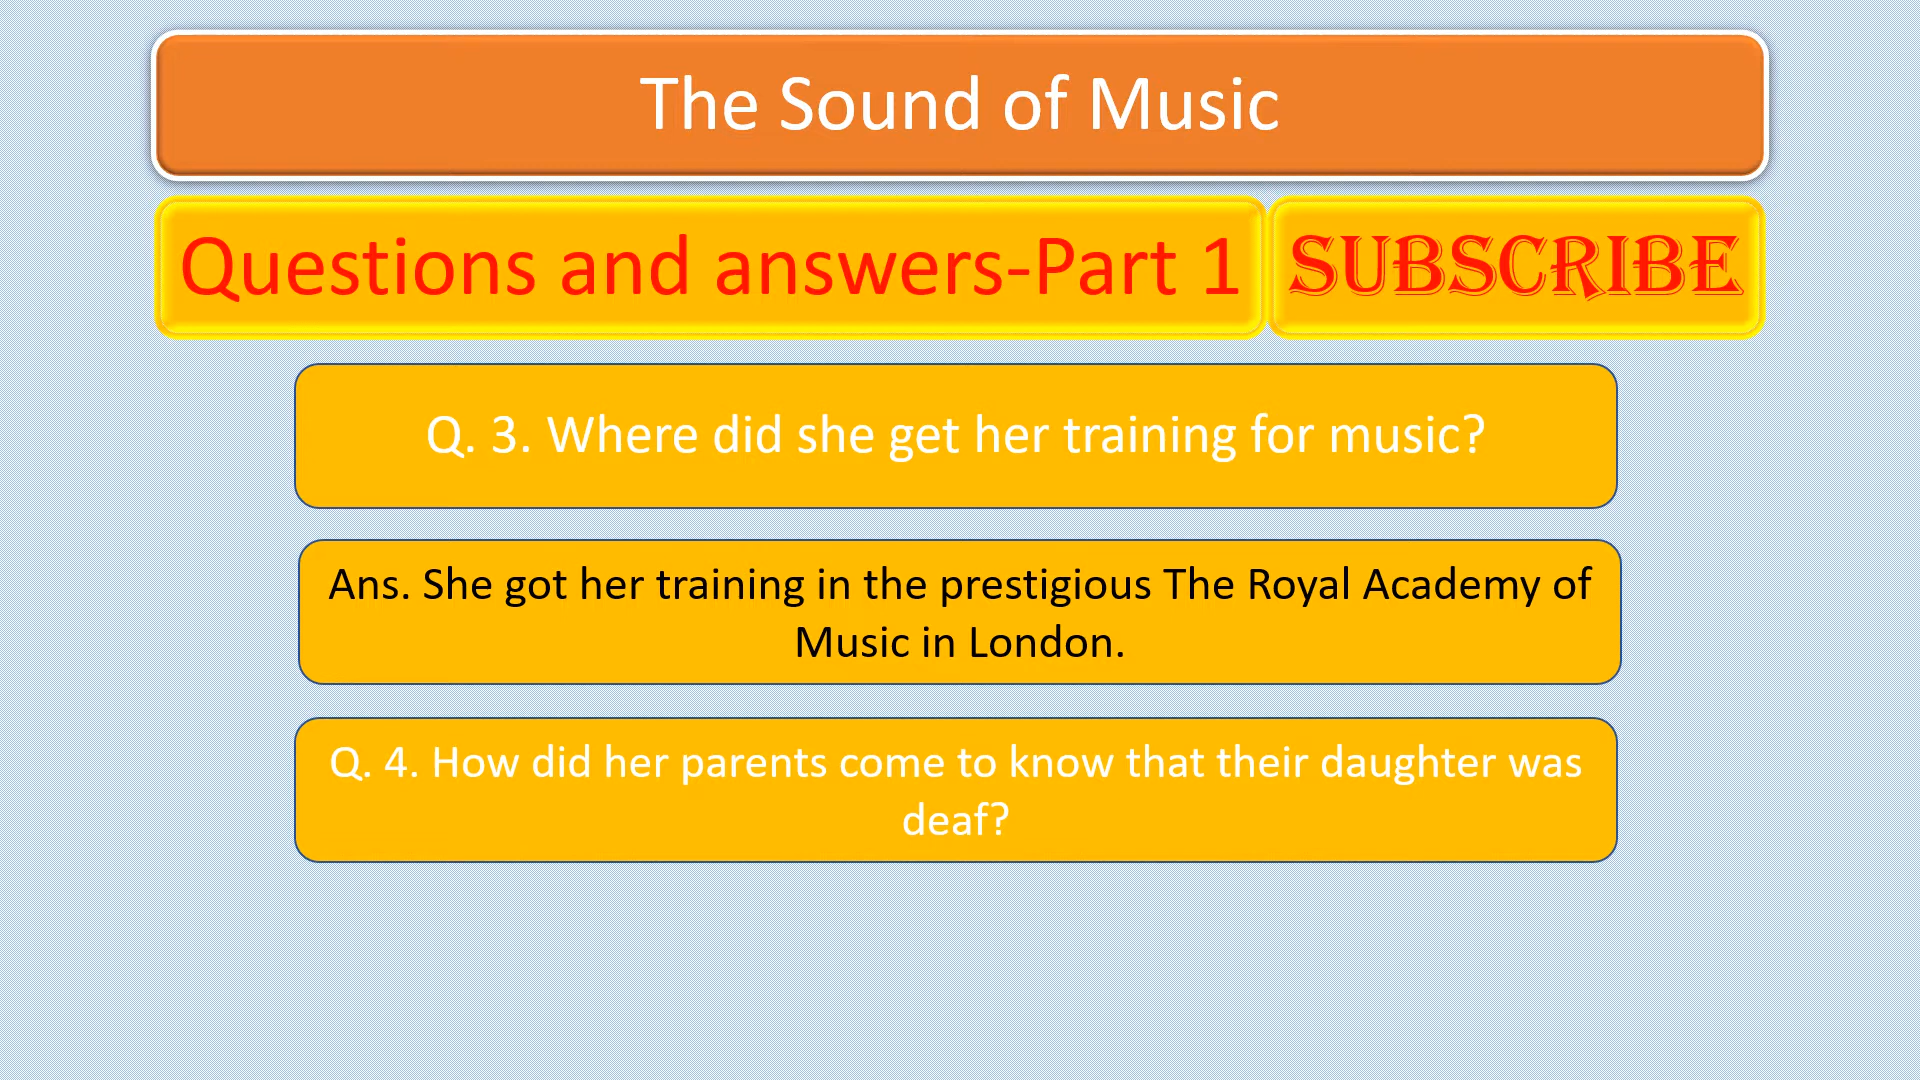 The Sound of Music
Questions and answers-Part 1 SUBSCRIBE
Q. 3. Where did she get her training for music?
Ans. She got her training in the prestigious The Royal Academy of
Music in London.
Q. 4. How did her parents come to know that their daughter was
deaf?